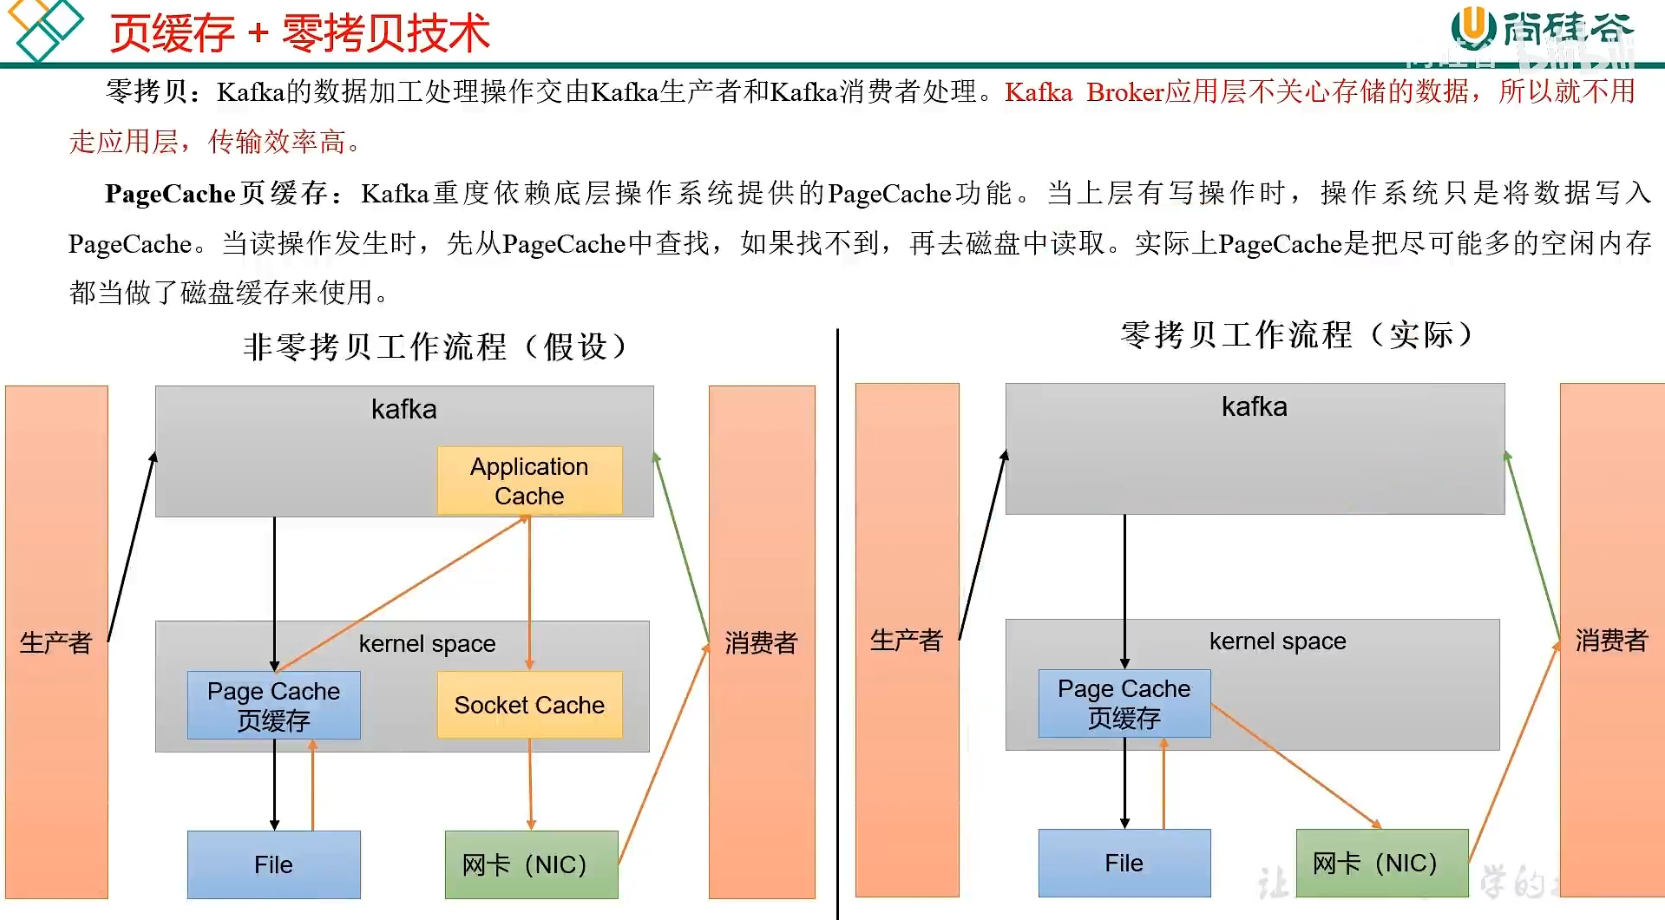 页缓存 + 零拷贝技术
尚硅谷
零拷贝：Kafka的数据加工处理操作交由Kafka生产者和Kafka消费者处理。Kafka Broker应用层不关心存储的数据，所以就不用
走应用层，传输效率高。
PageCache页缓存：Kafka重度依赖底层操作系统提供的PageCache功能。当上层有写操作时，操作系统只是将数据写入
PageCache。当读操作发生时，先从PageCache中查找，如果找不到，再去磁盘中读取。实际上PageCache是把尽可能多的空闲内存
都当做了磁盘缓存来使用。
非零拷贝工作流程（假设）
kafka
Application
Cache
生产者
kernel space
消费者
Page Cache
页缓存
Socket Cache
File
网卡（NIC）
零拷贝工作流程（实际）
kafka
生产者
kernel space
消费者
Page Cache
页缓存
File
网卡（NIC）
让
学的